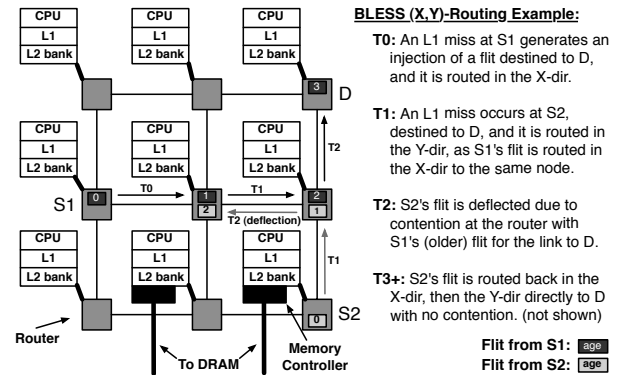 CPU
L1
L2 bank
CPU
L1
L2 bank
CPU
L1
L2 bank
3
D
T2
CPU
L1
L2 bank
CPU
L1
L2 bank
CPU
L1
L2 bank
S1
0
T0
1
2
T1
T2 (deflection)
2
1
T1
CPU
L1
L2 bank
CPU
L1
L2 bank
CPU
L1
L2 bank
0
S2
Router
To DRAM
Memory
Controller
BLESS (X,Y)-Routing Example:
T0: An L1 miss at S1 generates an
injection of a flit destined to D,
and it is routed in the X-dir.
T1: An L1 miss occurs at S2,
destined to D, and it is routed in
the Y-dir, as S1's flit is routed in
the X-dir to the same node.
T2: S2's flit is deflected due to
contention at the router with
S1's (older) flit for the link to D.
T3+: S2's flit is routed back in the
X-dir, then the Y-dir directly to D
with no contention. (not shown)
Flit from S1: age
Flit from S2: age